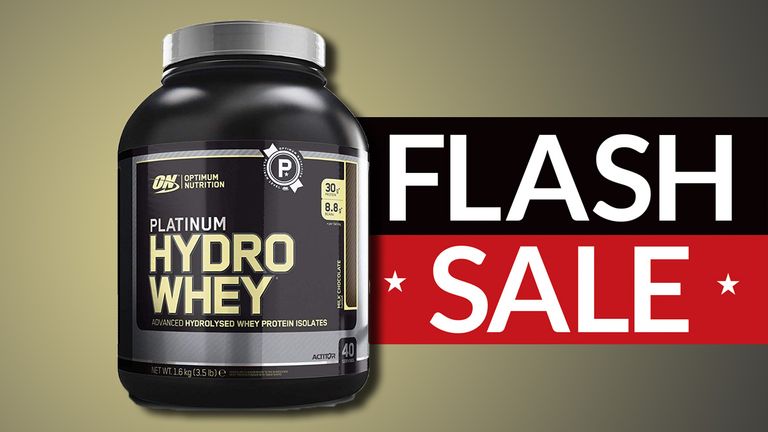 ON
OPTIMUM
NUTRITION
P
30g
PROTEIN
8.8g
BCAAs
PLATINUM
HYDRO
WHEY
MILK CHOCOLATE
ADVANCED HYDROLYSED WHEY PROTEIN ISOLATES
40
SERVINGS
NET WT. 1.6 kg (3.5 lb) e
FLASH
SALE